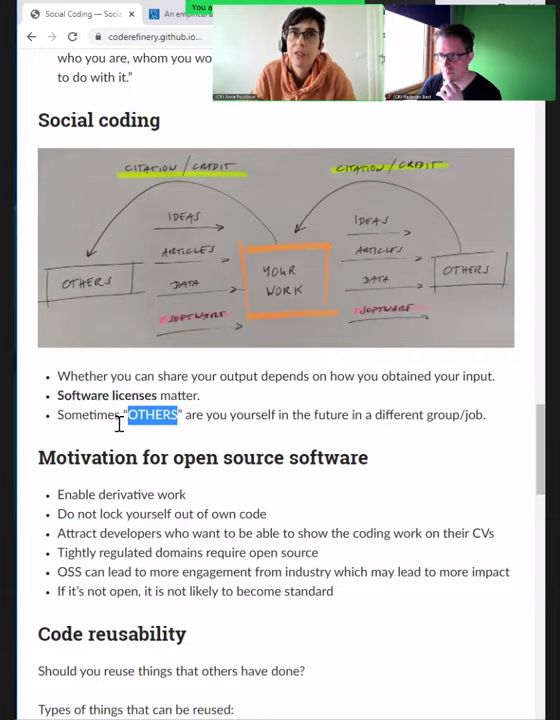 Social Coding — Socia
An empirical
You a
coderefinery.github.io...
who you are, whom you wo
to do with it.”
Social coding
CITATION / CREDIT
CITATION / CREDIT
IDEAS
IDEAS
ARTICLES
ARTICLES
OTHERS
DATA
YOUR
WORK
DATA
OTHERS
SOFTWARE
SOFTWARE
• Whether you can share your output depends on how you obtained your input.
• Software licenses matter.
• Sometimes “OTHERS” are you yourself in the future in a different group/job.
Motivation for open source software
• Enable derivative work
• Do not lock yourself out of own code
• Attract developers who want to be able to show the coding work on their CVs
• Tightly regulated domains require open source
• OSS can lead to more engagement from industry which may lead to more impact
• If it’s not open, it is not likely to become standard
Code reusability
Should you reuse things that others have done?
Types of things that can be reused: